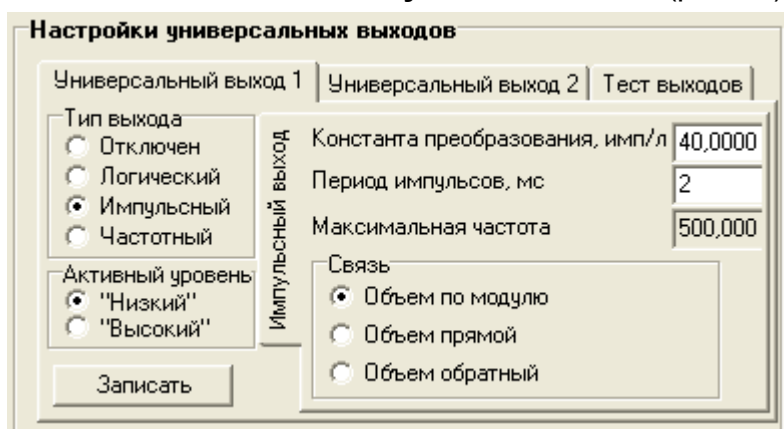 Настройки универсальных выходов
Универсальный выход 1
Универсальный выход 2
Тест выходов
Тип выхода
Отключен
Логический
Импульсный
Частотный
Активный уровень
"Низкий"
"Высокий"
Записать
Импульсный выход
Константа преобразования, имп/л 40,0000
Период импульсов, мс 2
Максимальная частота 500,000
Связь
Объем по модулю
Объем прямой
Объем обратный